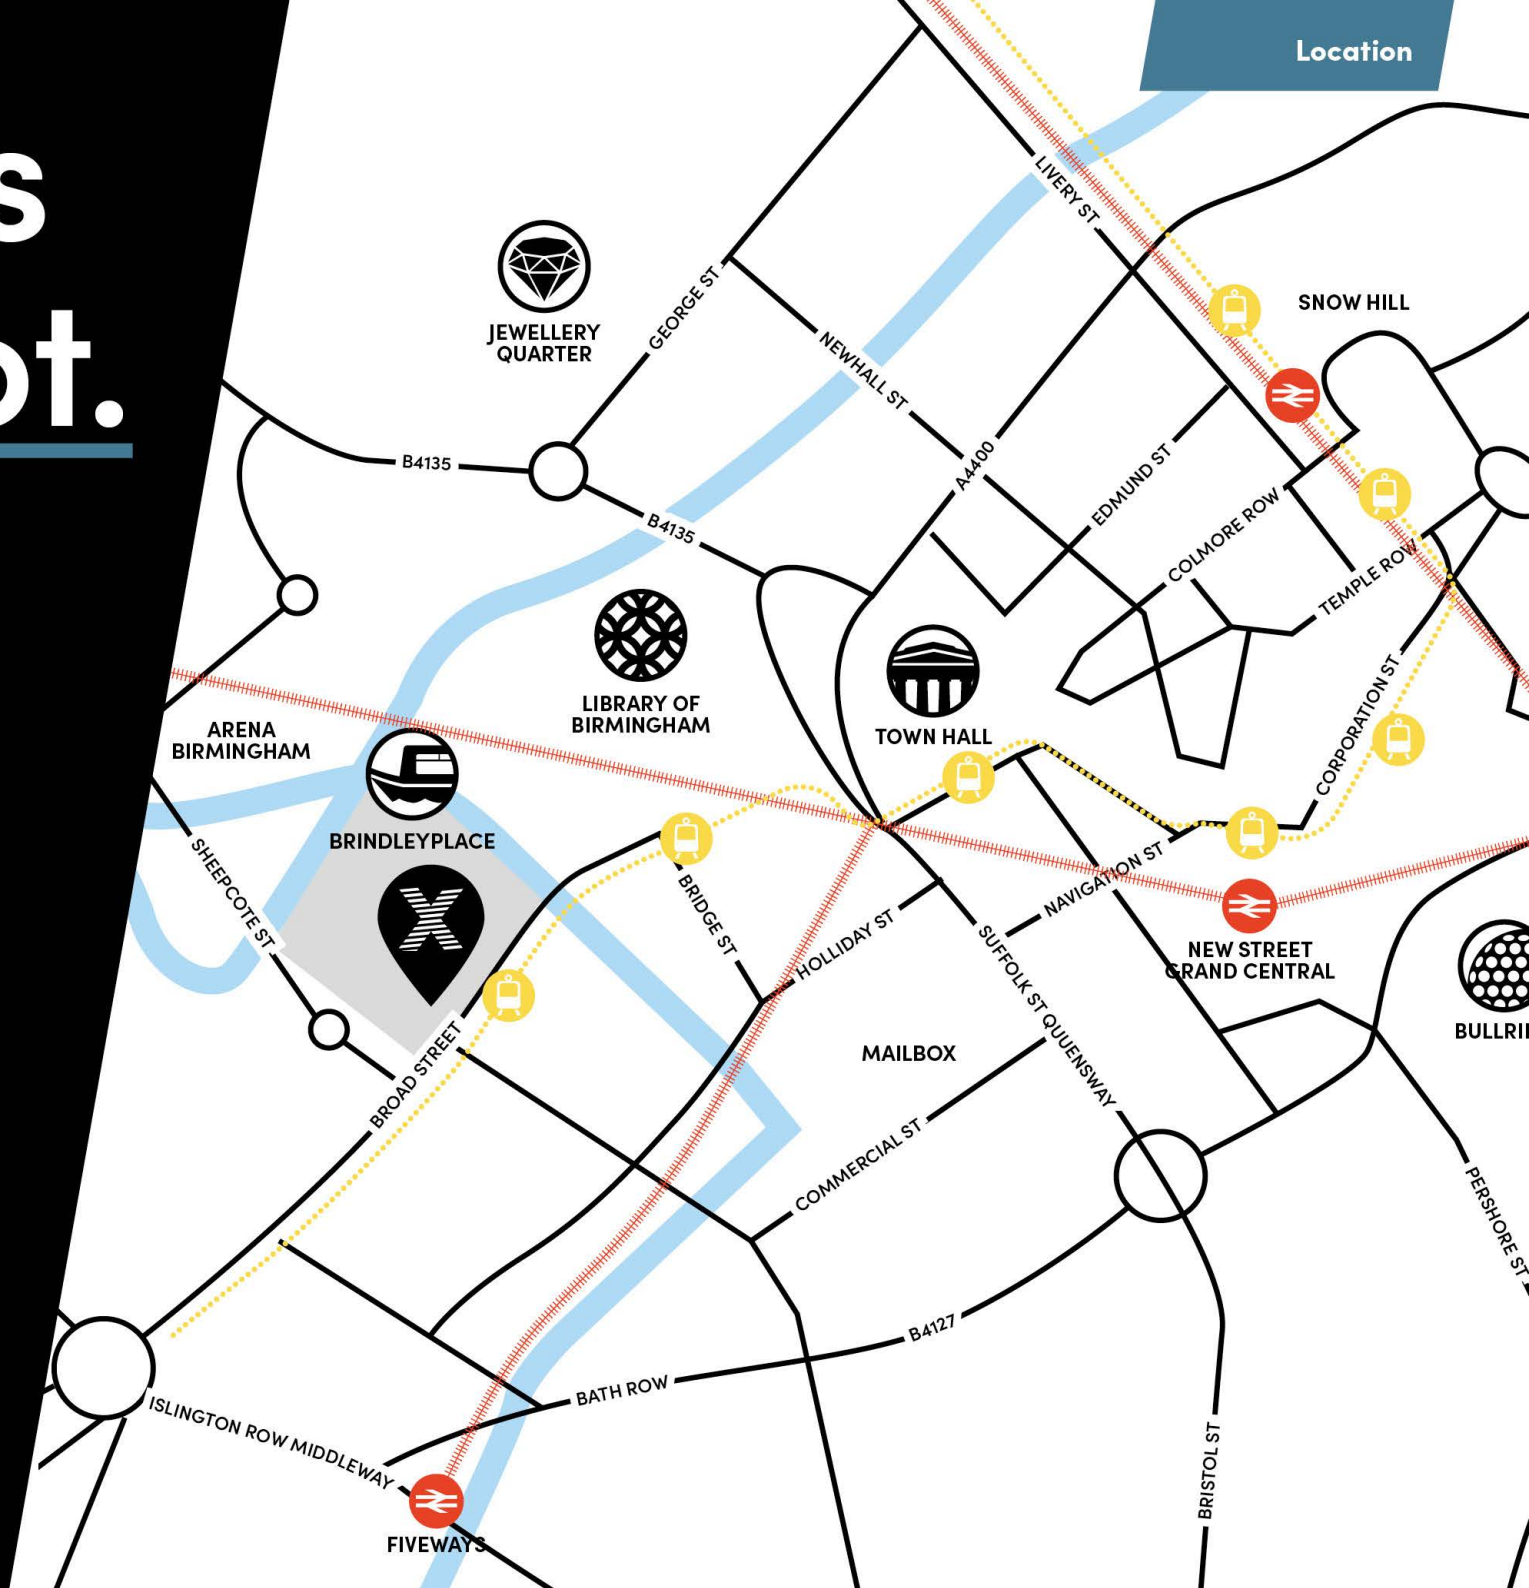 s
ot.
Location
LIVERY ST
SNOW HILL
JEWELLERY
QUARTER
GEORGE ST
NEWHALL ST
B4135
B4135
A4400
EDMUND ST
COLMORE ROW
TEMPLE ROW
LIBRARY OF
BIRMINGHAM
TOWN HALL
CORPORATION ST
ARENA
BIRMINGHAM
BRINDLEYPLACE
SHEEPCOTE ST
X
BRIDGE ST
HOLLIDAY ST
NAVIGATION ST
SUFFOLK ST QUUENSWAY
NEW STREET
GRAND CENTRAL
BULLRI
MAILBOX
BROAD STREET
COMMERCIAL ST
PERSHORE ST
B4127
BATH ROW
ISLINGTON ROW MIDDLEWAY
BRISTOL ST
FIVEWAYS